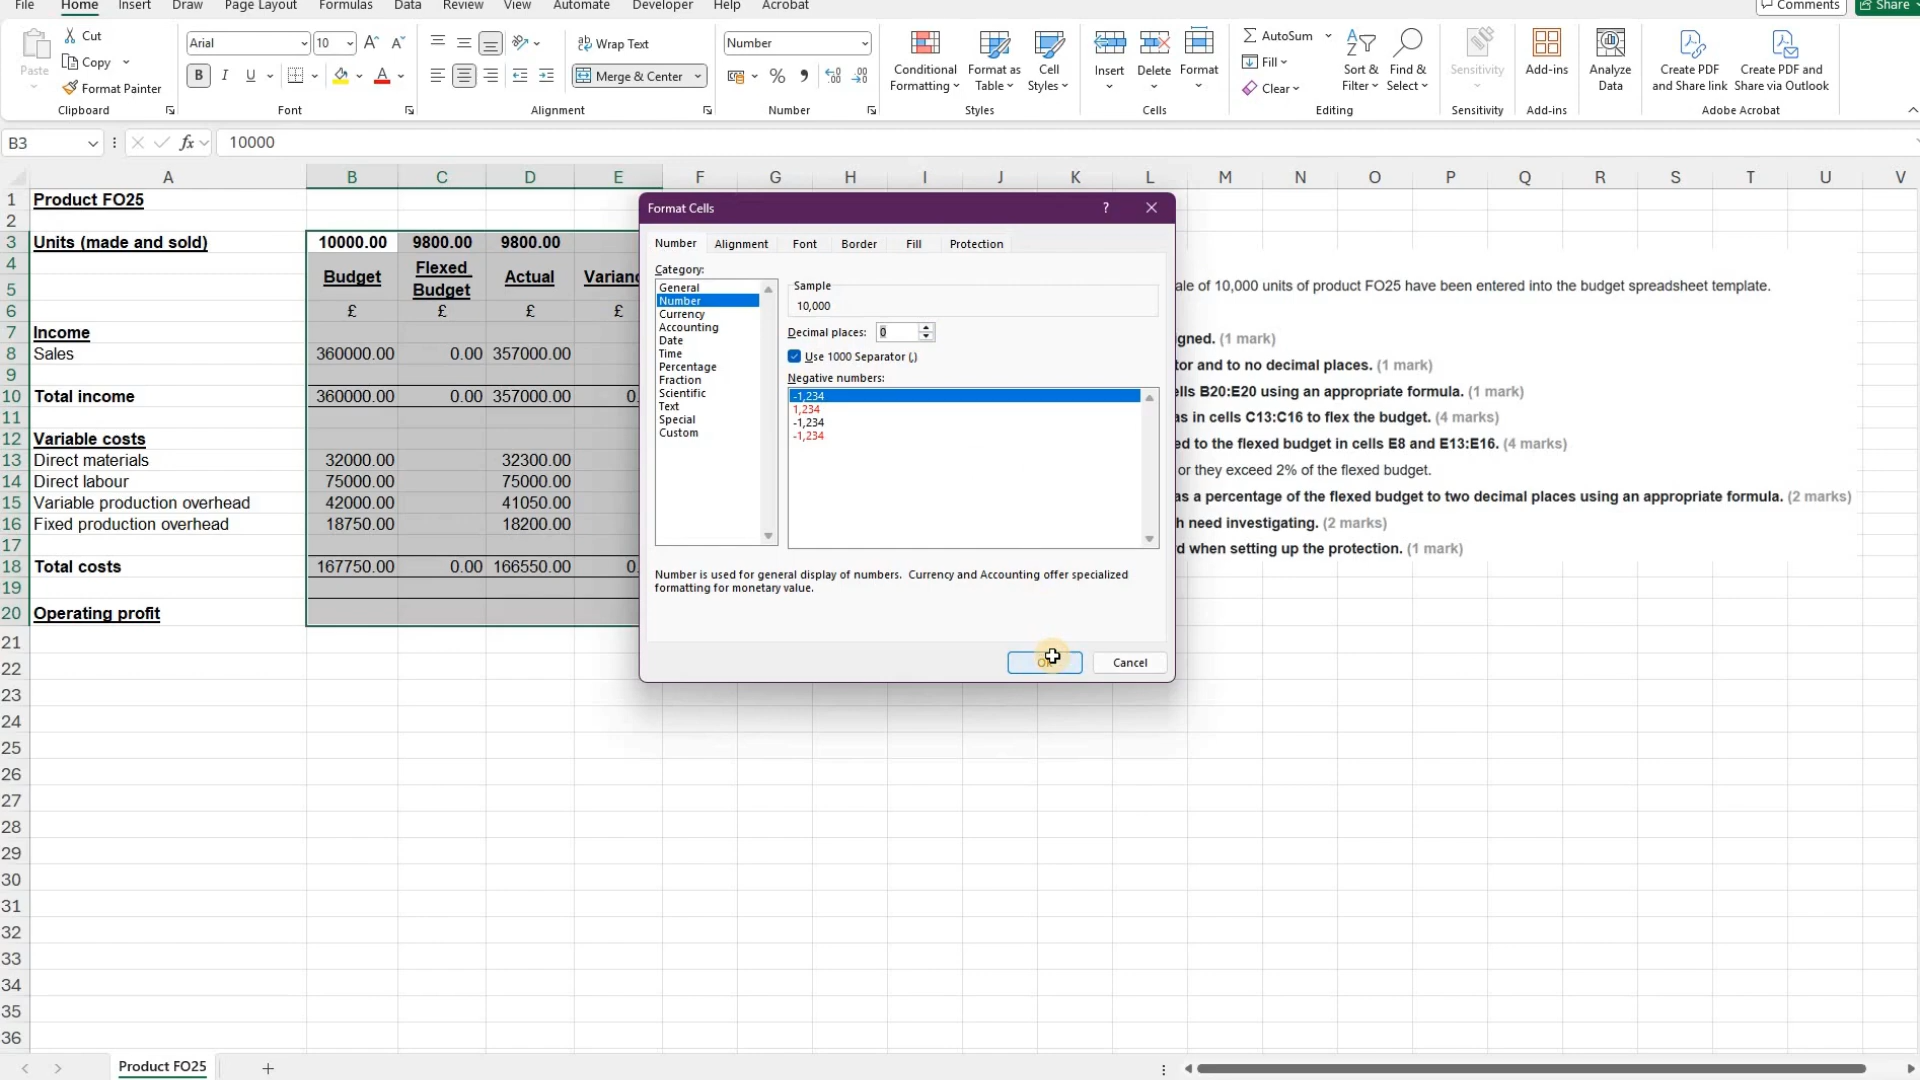 File Home Insert Draw Page Layout Formulas Data Review View Automate Developer Help Acrobat Comments Share
Paste Cut Copy Format Painter Clipboard
Arial 10 B I U Font
Wrap Text Merge & Center Alignment
Number Number
Conditional Formatting Format as Table Cell Styles Styles
Insert Delete Format Cells
AutoSum Fill Clear Sort & Filter Find & Select Editing
Sensitivity Sensitivity
Add-ins Add-ins
Analyze Data
Create PDF and Share link Create PDF and Share via Outlook Adobe Acrobat
B3 fx 10000
A B C D E F G H I J K L M N O P Q R S T U V
1 Product FO25
2
3 Units (made and sold) 10000.00 9800.00 9800.00
4 Budget Flexed Budget Actual
5
6 £ £ £ £
7 Income
8 Sales 360000.00 0.00 357000.00
9
10 Total income 360000.00 0.00 357000.00
11
12 Variable costs
13 Direct materials 32000.00 32300.00
14 Direct labour 75000.00 75000.00
15 Variable production overhead 42000.00 41050.00
16 Fixed production overhead 18750.00 18200.00
17
18 Total costs 167750.00 0.00 166550.00 0.
19
20 Operating profit
21
22
23
24
25
26
27
28
29
30
31
32
33
34
35
36
Format Cells ?
Number Alignment Font Border Fill Protection
Category:
General
Number
Currency
Accounting
Date
Time
Percentage
Fraction
Scientific
Text
Special
Custom
Sample
10,000
Decimal places: 0
Use 1000 Separator (,)
Negative numbers:
-1,234
1,234
-1,234
-1,234
Number is used for general display of numbers. Currency and Accounting offer specialized
formatting for monetary value.
Cancel
of 10,000 units of product FO25 have been entered into the budget spreadsheet template.
(1 mark)
and to no decimal places. (1 mark)
B20:E20 using an appropriate formula. (1 mark)
in cells C13:C16 to flex the budget. (4 marks)
to the flexed budget in cells E8 and E13:E16. (4 marks)
or they exceed 2% of the flexed budget.
as a percentage of the flexed budget to two decimal places using an appropriate formula. (2 marks)
need investigating. (2 marks)
when setting up the protection. (1 mark)
Product FO25